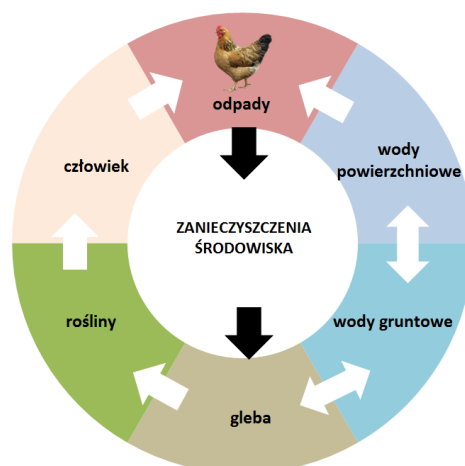 odpady
człowiek
wody
powierzchniowe
ZANIECZYSZCZENIA
ŚRODOWISKA
rośliny
wody gruntowe
gleba